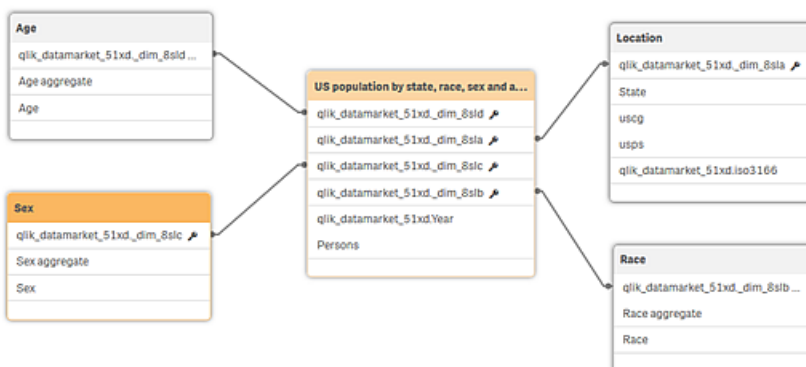 Age
qlik_datamarket_51xd._dim_8sld ...
Age aggregate
Age
Sex
qlik_datamarket_51xd._dim_8slc
Sex aggregate
Sex
US population by state, race, sex and a...
qlik_datamarket_51xd._dim_8sld
qlik_datamarket_51xd._dim_8sla
qlik_datamarket_51xd._dim_8slc
qlik_datamarket_51xd._dim_8slb
qlik_datamarket_51xd.Year
Persons
Location
qlik_datamarket_51xd._dim_8sla
State
uscg
usps
qlik_datamarket_51xd.iso3166
Race
qlik_datamarket_51xd._dim_8slb ...
Race aggregate
Race